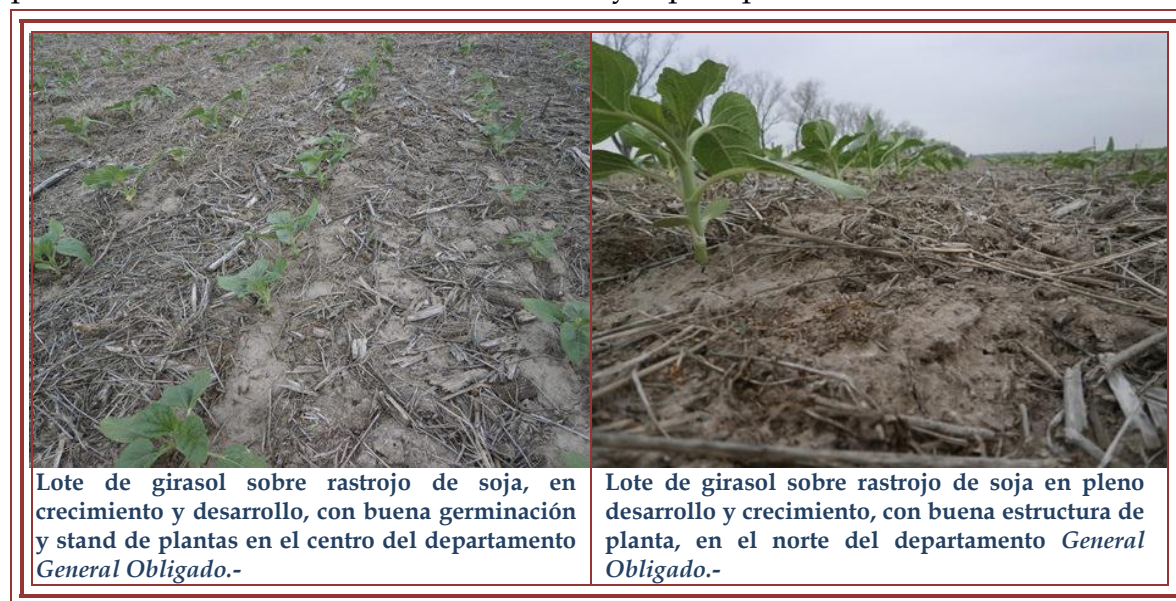 Lote de girasol sobre rastrojo de soja, en
crecimiento y desarrollo, con buena germinación
y stand de plantas en el centro del departamento
General Obligado.-
Lote de girasol sobre rastrojo de soja en pleno
desarrollo y crecimiento, con buena estructura de
planta, en el norte del departamento General
Obligado.-